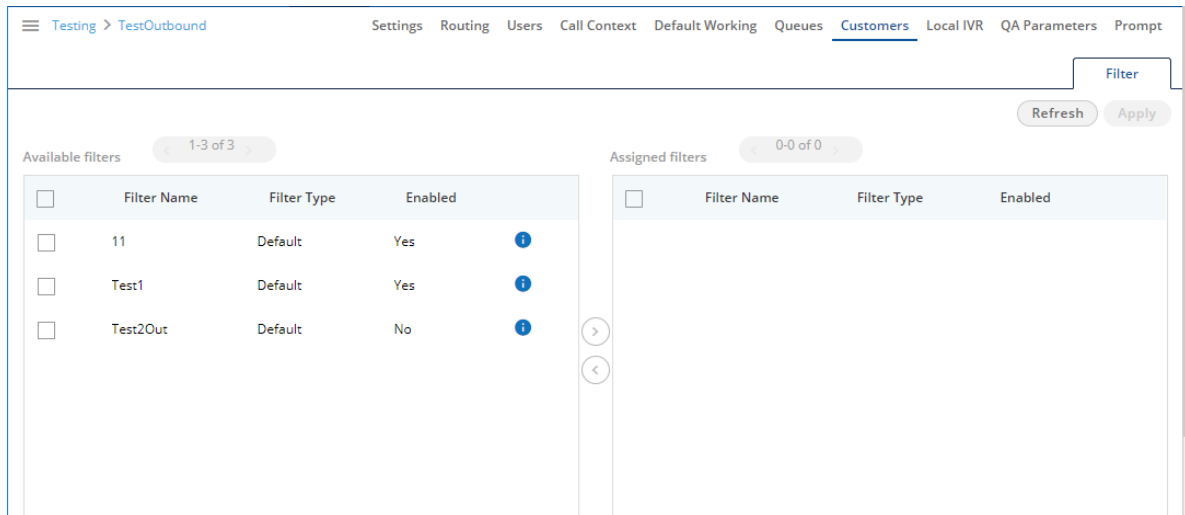 Testing > TestOutbound Settings Routing Users Call Context Default Working Queues Customers Local IVR QA Parameters Prompt
Filter
Refresh Apply
Available filters < 1-3 of 3 > Assigned filters < 0-0 of 0 >
Filter Name Filter Type Enabled Filter Name Filter Type Enabled
11 Default Yes
Test1 Default Yes
Test2Out Default No